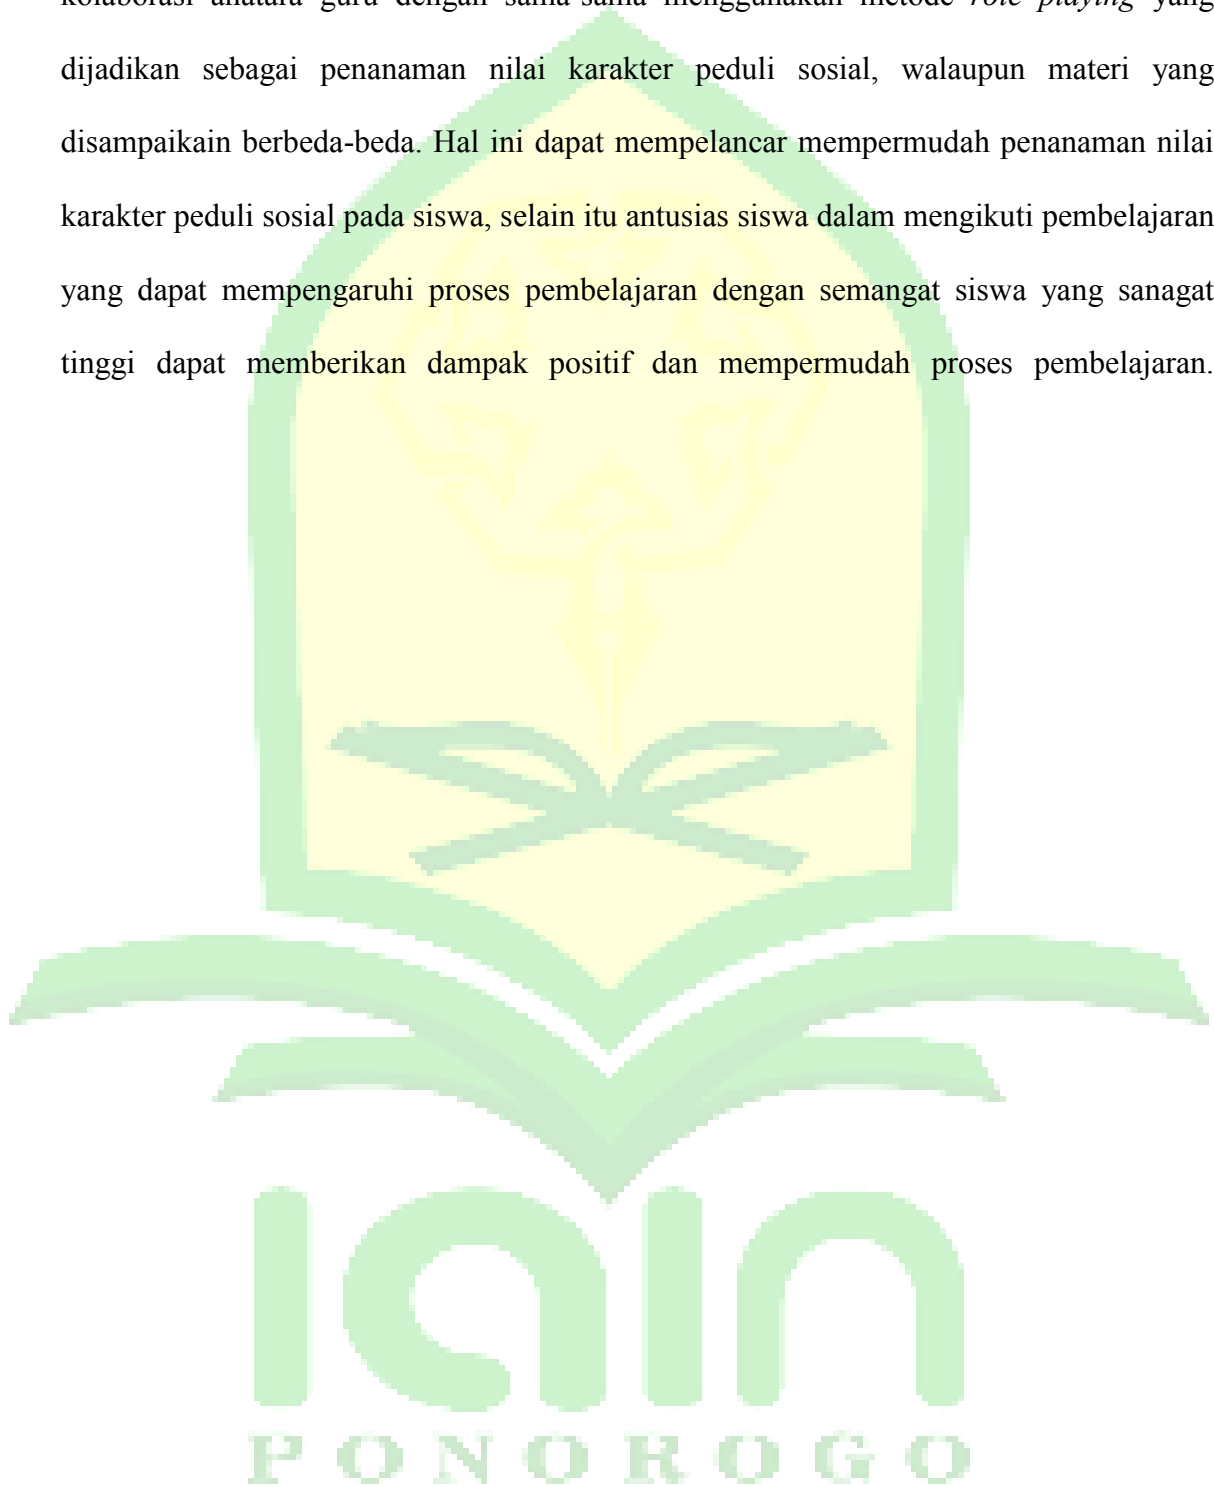 kolaborasi anatara guru dengan sama-sama menggunakan metode role playing yang
dijadikan sebagai penanaman nilai karakter peduli sosial, walaupun materi yang
disampaikain berbeda-beda. Hal ini dapat mempelancar mempermudah penanaman nilai
karakter peduli sosial pada siswa, selain itu antusias siswa dalam mengikuti pembelajaran
yang dapat mempengaruhi proses pembelajaran dengan semangat siswa yang sanagat
tinggi dapat memberikan dampak positif dan mempermudah proses pembelajaran.
iain
PONOROGO